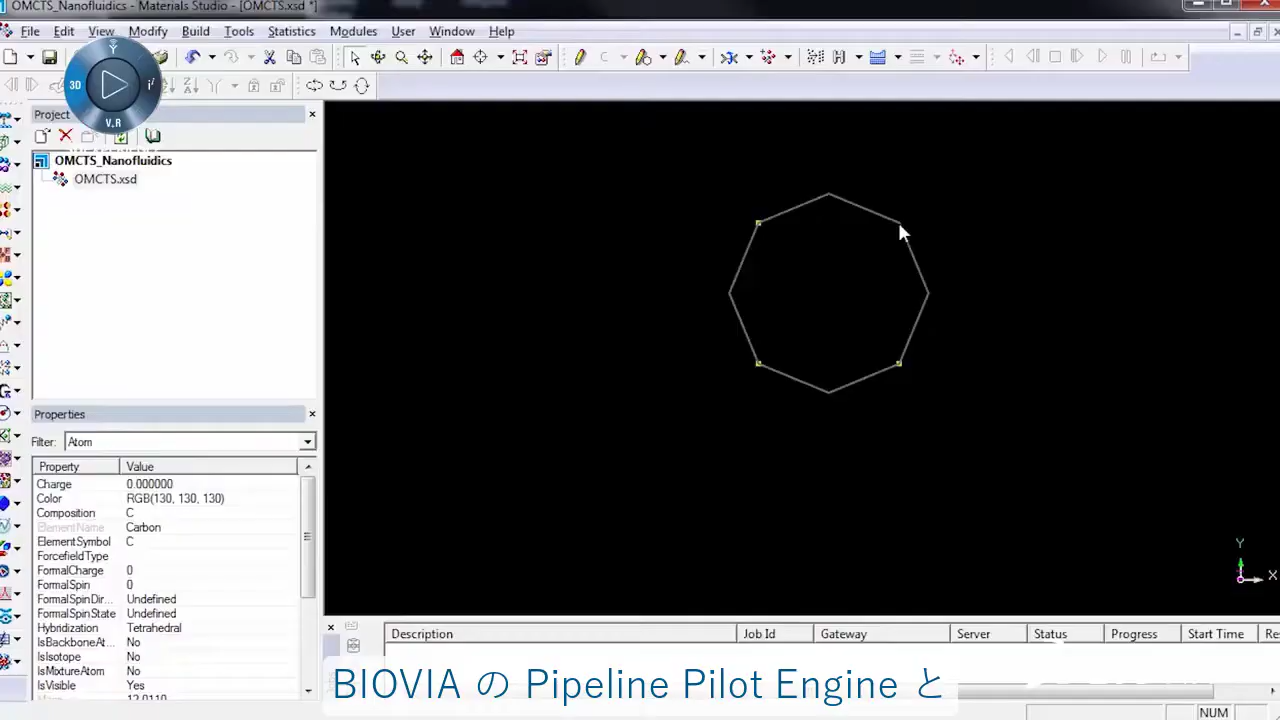 OMCTS_Nanofluidics - Materials Studio - [OMCTS.xsd *]
File Edit View Modify Build Tools Statistics Modules User Window Help
3D
V.R
Project
OMCTS_Nanofluidics
OMCTS.xsd
Properties
Filter: Atom
Property Value
Charge 0.000000
Color RGB(130, 130, 130)
Composition C
ElementName Carbon
ElementSymbol C
ForcefieldType
FormalCharge 0
FormalSpin 0
FormalSpinDir... Undefined
FormalSpinState Undefined
Hybridization Tetrahedral
IsBackboneAt... No
IsIsotope No
IsMixtureAtom No
IsVisible Yes
Y
X
Description Job Id Gateway Server Status Progress Start Time Re
BIOVIA の Pipeline Pilot Engine と
NUM